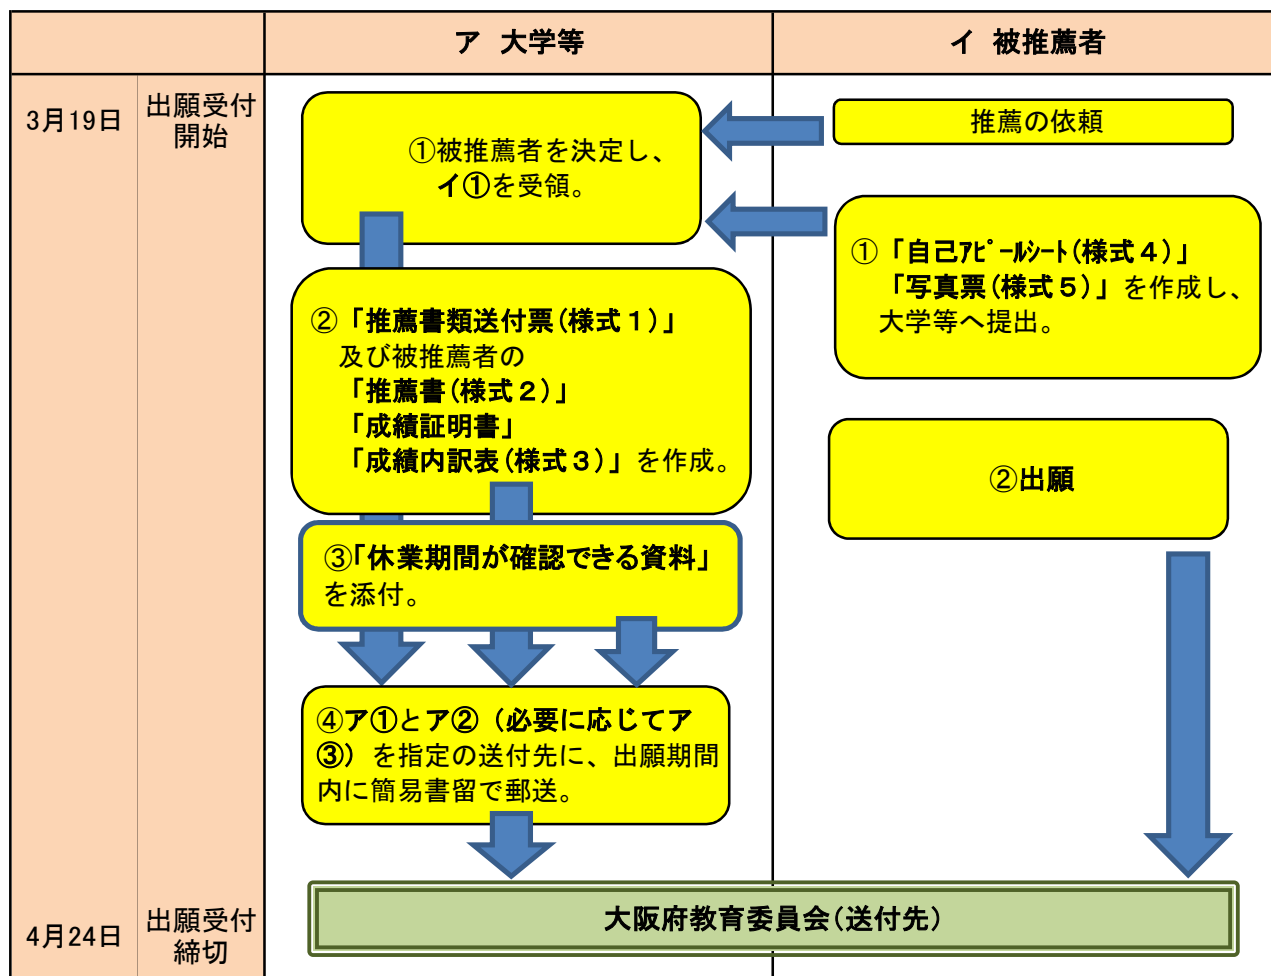 ア 大学等
イ 被推薦者
3月19日
出願受付
開始
①被推薦者を決定し、
イ①を受領。
推薦の依頼
①「自己ｱﾋﾟｰﾙｼｰﾄ(様式４)」
「写真票(様式５)」を作成し、
大学等へ提出。
②「推薦書類送付票(様式１)」
及び被推薦者の
「推薦書(様式２)」
「成績証明書」
「成績内訳表(様式３)」を作成。
②出願
③「休業期間が確認できる資料」
を添付。
④ア①とア②（必要に応じてア
③）を指定の送付先に、出願期間
内に簡易書留で郵送。
4月24日
出願受付
締切
大阪府教育委員会(送付先)